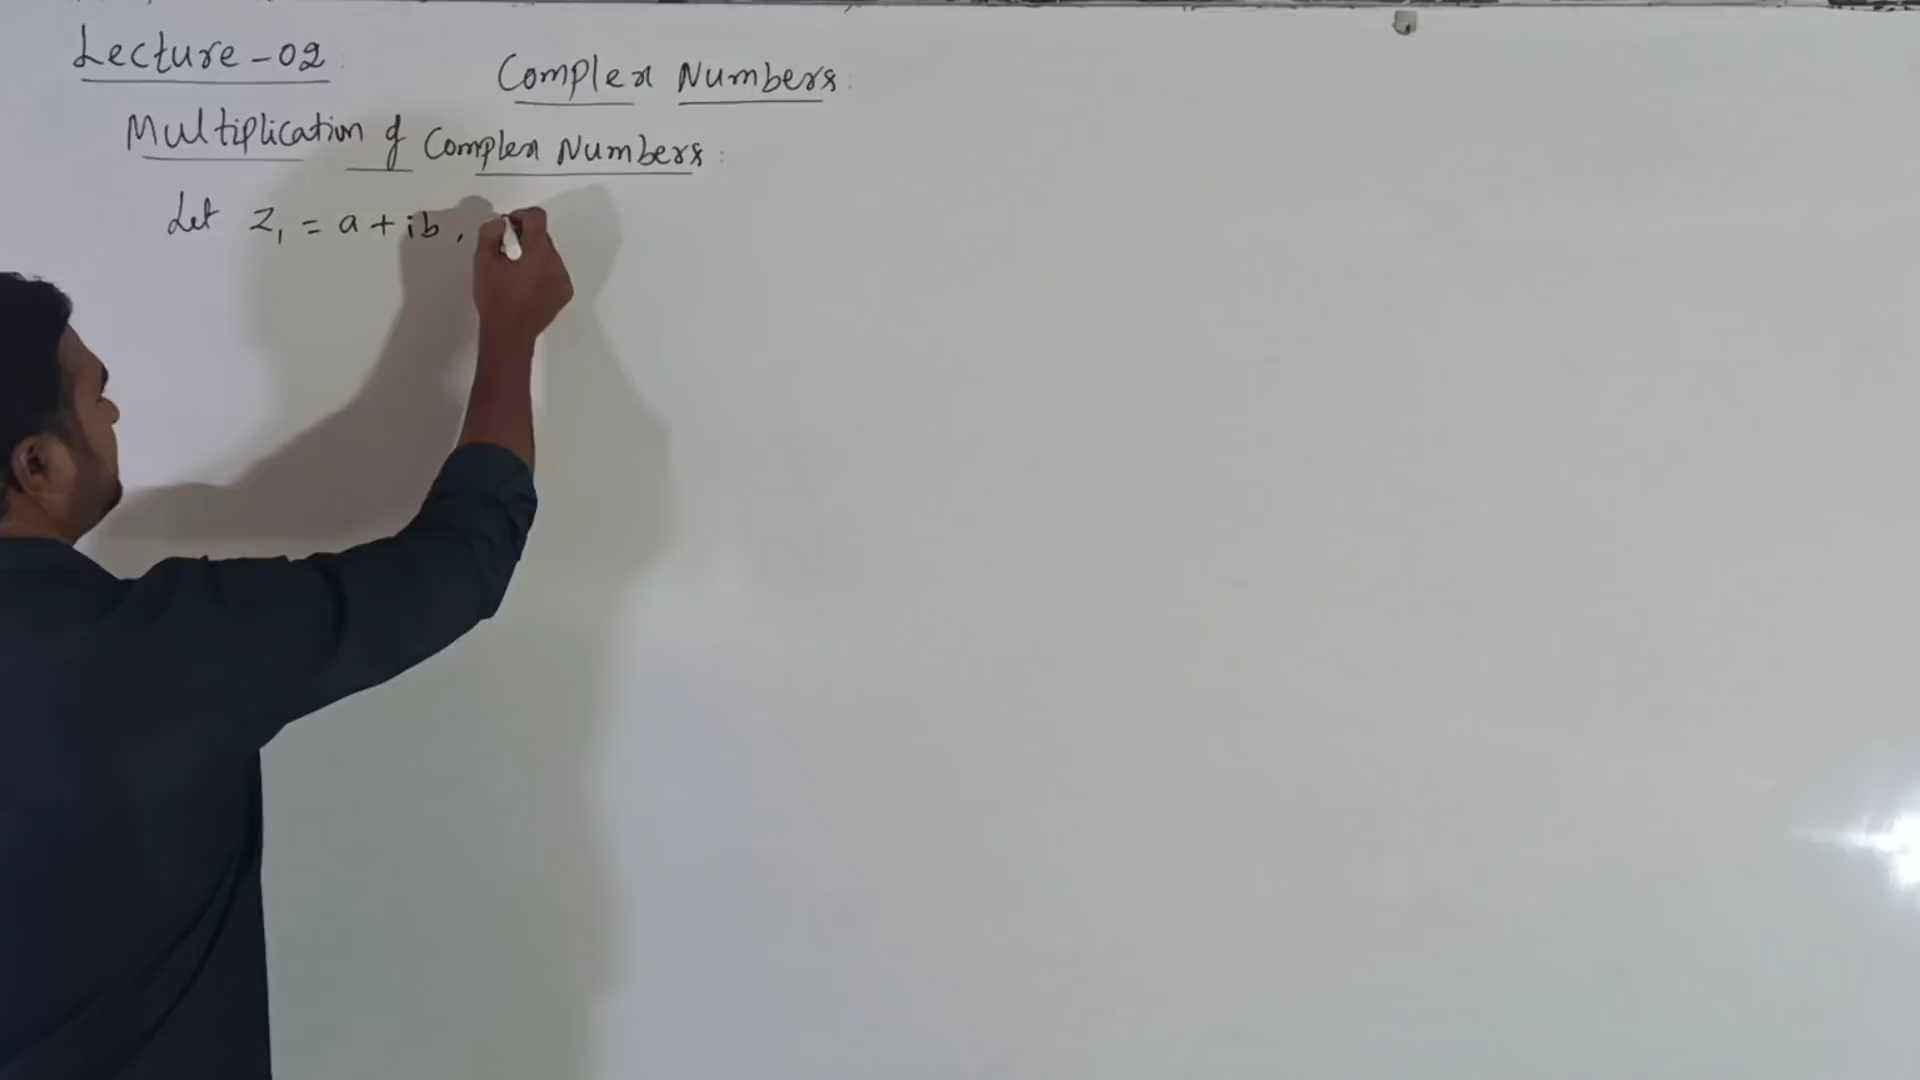 Lecture-02
Complex Numbers:
Multiplication of Complex Numbers:
Let z₁ = a + ib,